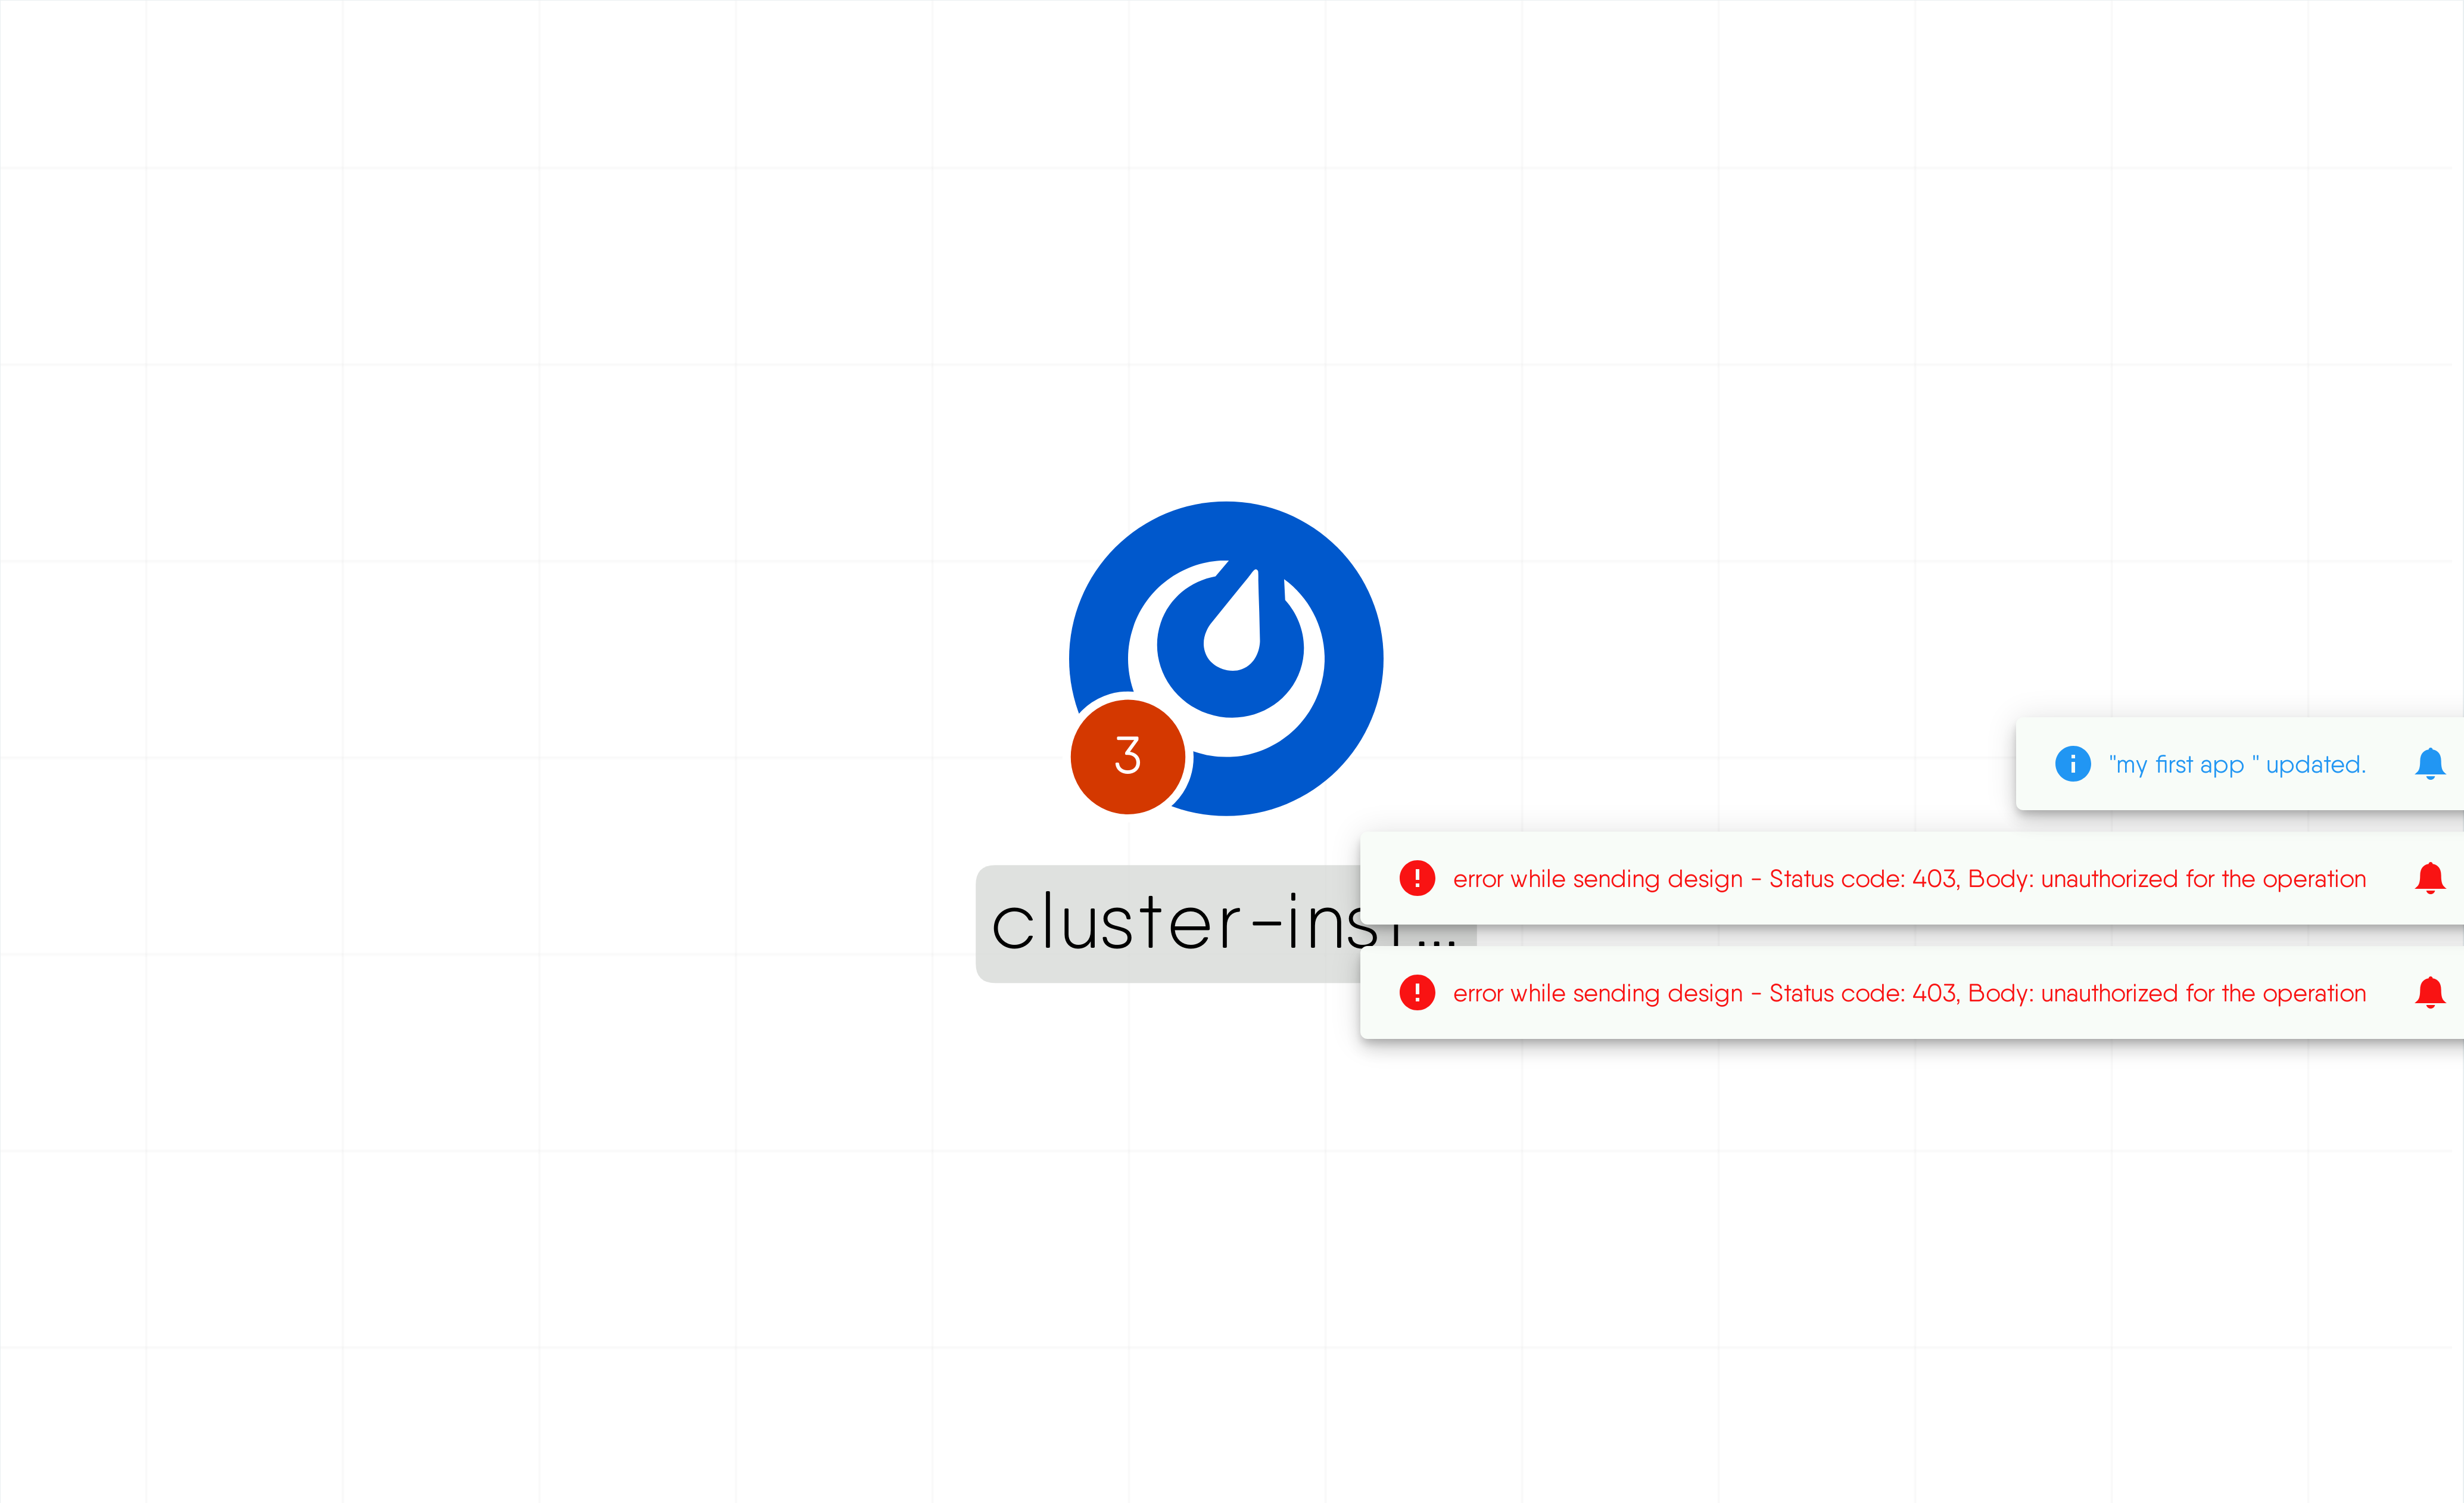 3
"my first app " updated.
error while sending design - Status code: 403, Body: unauthorized for the operation
cluster-inst...
error while sending design - Status code: 403, Body: unauthorized for the operation